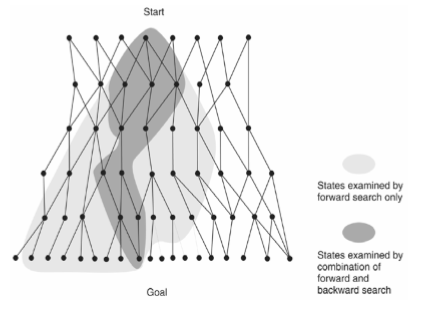 Start
States examined by
forward search only
States examined by
combination of
forward and
backward search
Goal